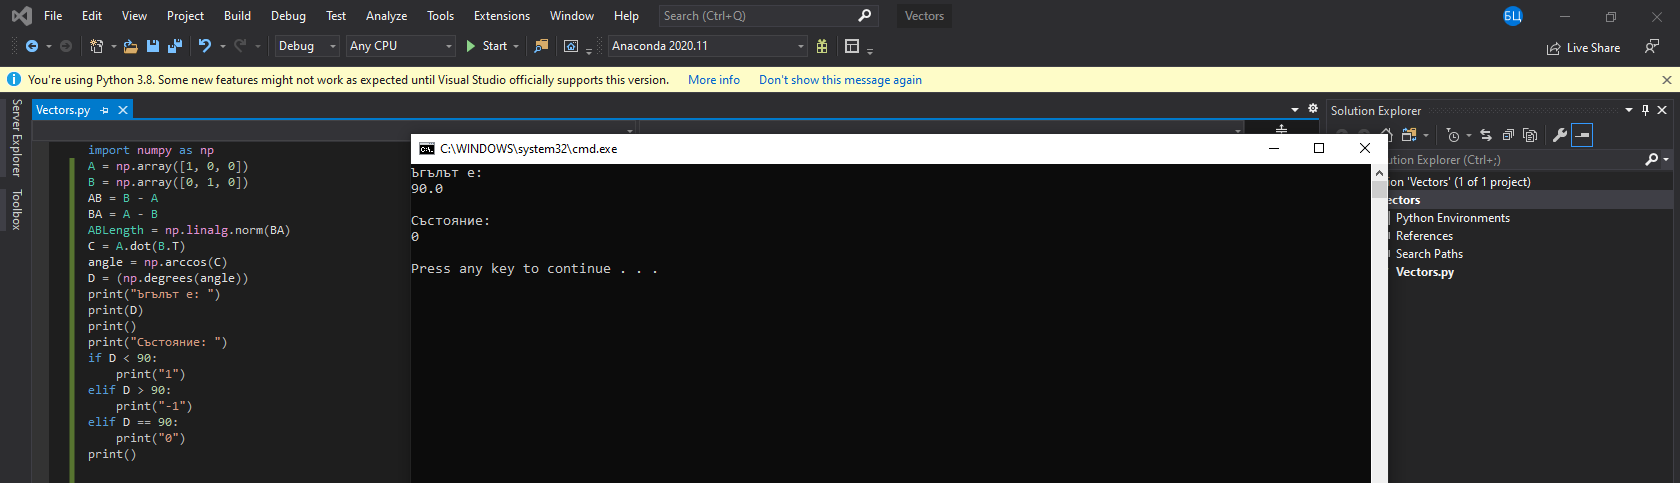 File Edit View Project Build Debug Test Analyze Tools Extensions Window Help Search (Ctrl+Q) Vectors БЦ
Debug Any CPU Start Anaconda 2020.11 Live Share
You're using Python 3.8. Some new features might not work as expected until Visual Studio officially supports this version. More info Don't show this message again
Server Explorer
Toolbox
Vectors.py
import numpy as np
A = np.array([1, 0, 0])
B = np.array([0, 1, 0])
AB = B - A
BA = A - B
ABLength = np.linalg.norm(BA)
C = A.dot(B.T)
angle = np.arccos(C)
D = (np.degrees(angle))
print("Ъгълът е: ")
print(D)
print()
print("Състояние: ")
if D < 90:
    print("1")
elif D > 90:
    print("-1")
elif D == 90:
    print("0")
print()
C:\WINDOWS\system32\cmd.exe
Ъгълът е:
90.0
Състояние:
0
Press any key to continue . . .
Solution Explorer
ution Explorer (Ctrl+;)
ion 'Vectors' (1 of 1 project)
ectors
Python Environments
References
Search Paths
Vectors.py